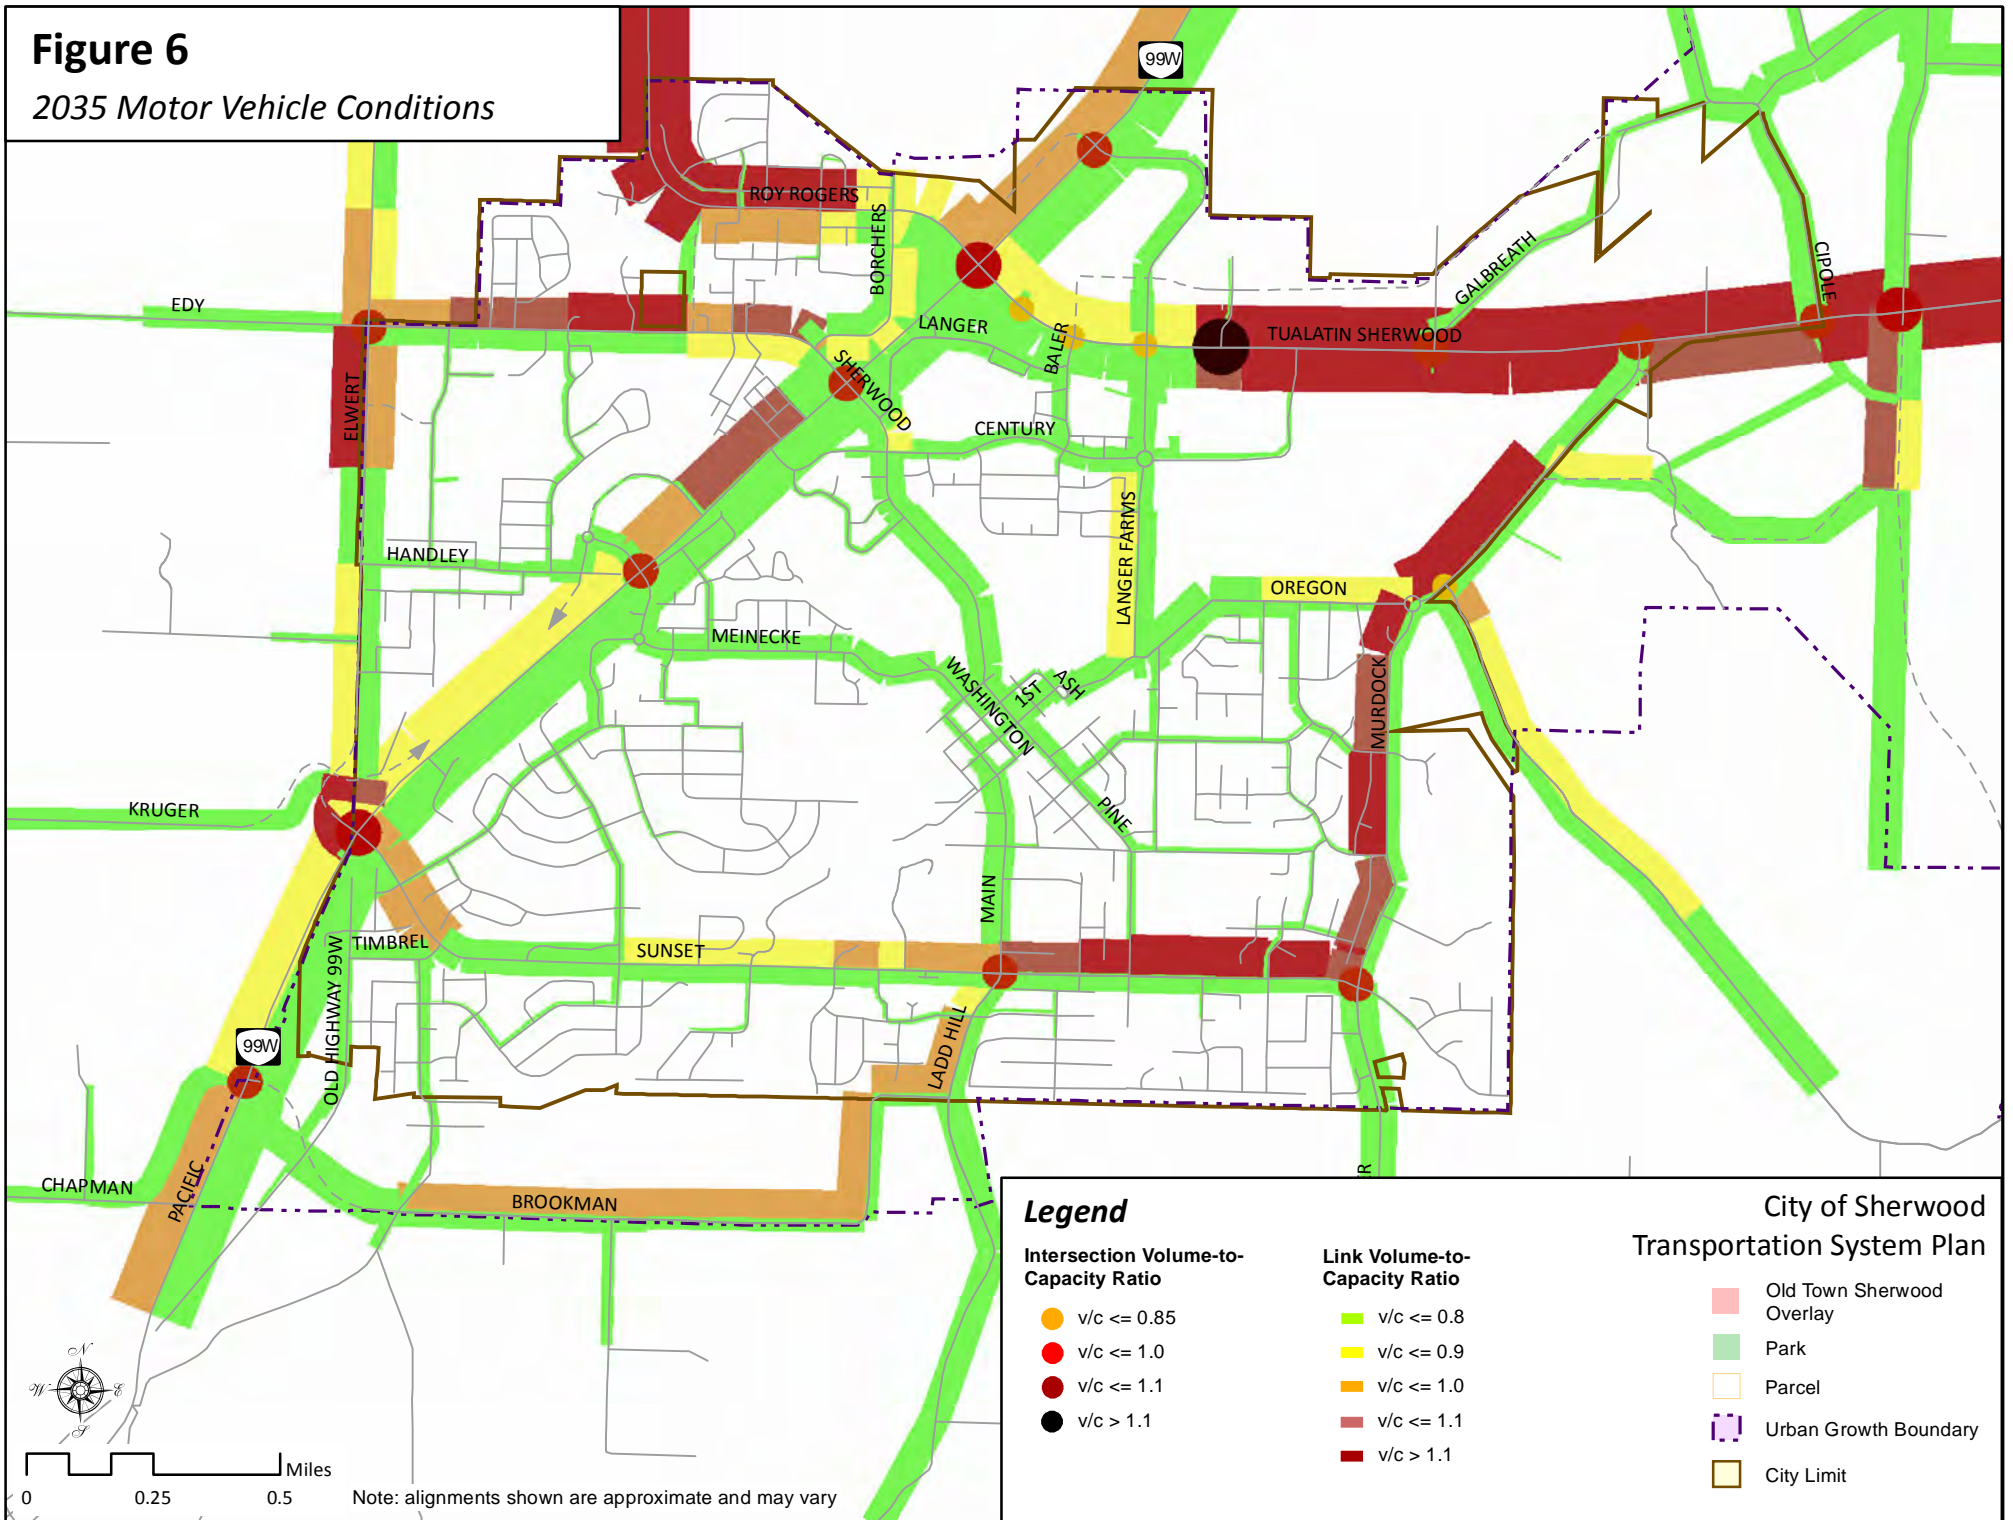 Figure 6
2035 Motor Vehicle Conditions
99W
ROY ROGERS
BORCHERS
EDY
LANGER
BALER
TUALATIN SHERWOOD
GALBREATH
CIPOLE
ELWERT
SHERWOOD
CENTURY
LANGER FARMS
HANDLEY
OREGON
MEINECKE
WASHINGTON
1ST
ASH
MURDOCK
KRUGER
PINE
MAIN
TIMBREL
SUNSET
OLD HIGHWAY 99W
99W
LADD HILL
CHAPMAN
PACIFIC
BROOKMAN
Legend
Intersection Volume-to-
Capacity Ratio
v/c <= 0.85
v/c <= 1.0
v/c <= 1.1
v/c > 1.1
Link Volume-to-
Capacity Ratio
v/c <= 0.8
v/c <= 0.9
v/c <= 1.0
v/c <= 1.1
v/c > 1.1
City of Sherwood
Transportation System Plan
Old Town Sherwood
Overlay
Park
Parcel
Urban Growth Boundary
City Limit
N
W
E
S
Miles
0 0.25 0.5
Note: alignments shown are approximate and may vary